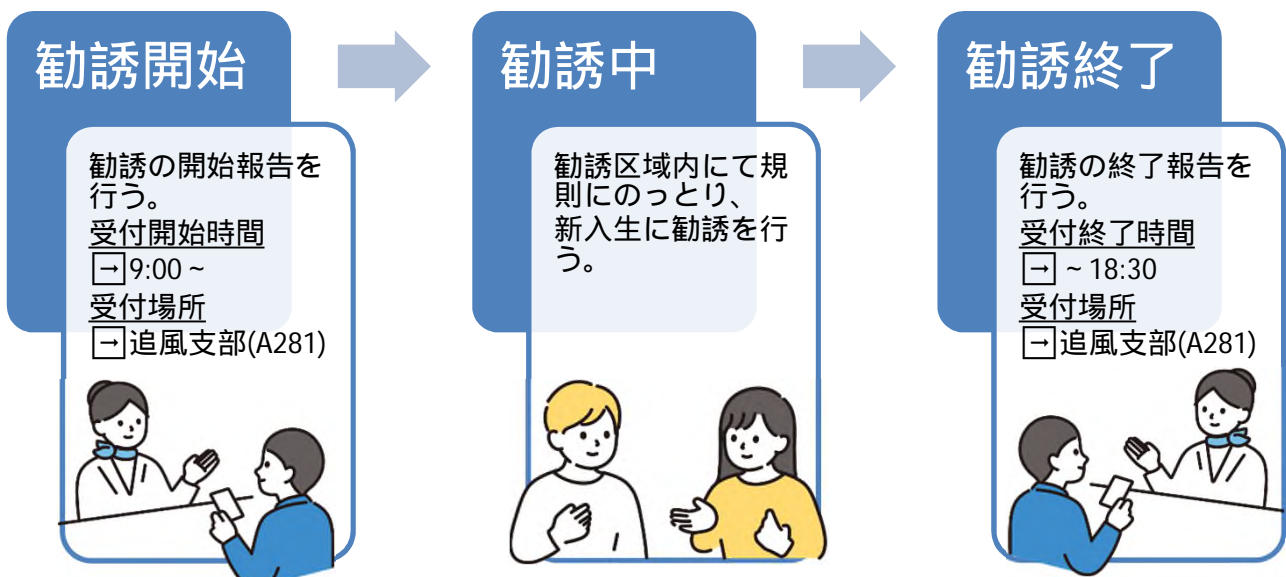 勧誘開始
勧誘の開始報告を
行う。
受付開始時間
→9:00 ~
受付場所
→追風支部(A281)
勧誘中
勧誘区域内にて規
則にのっとり、
新入生に勧誘を行
う。
勧誘終了
勧誘の終了報告を
行う。
受付終了時間
→ ~ 18:30
受付場所
→追風支部(A281)